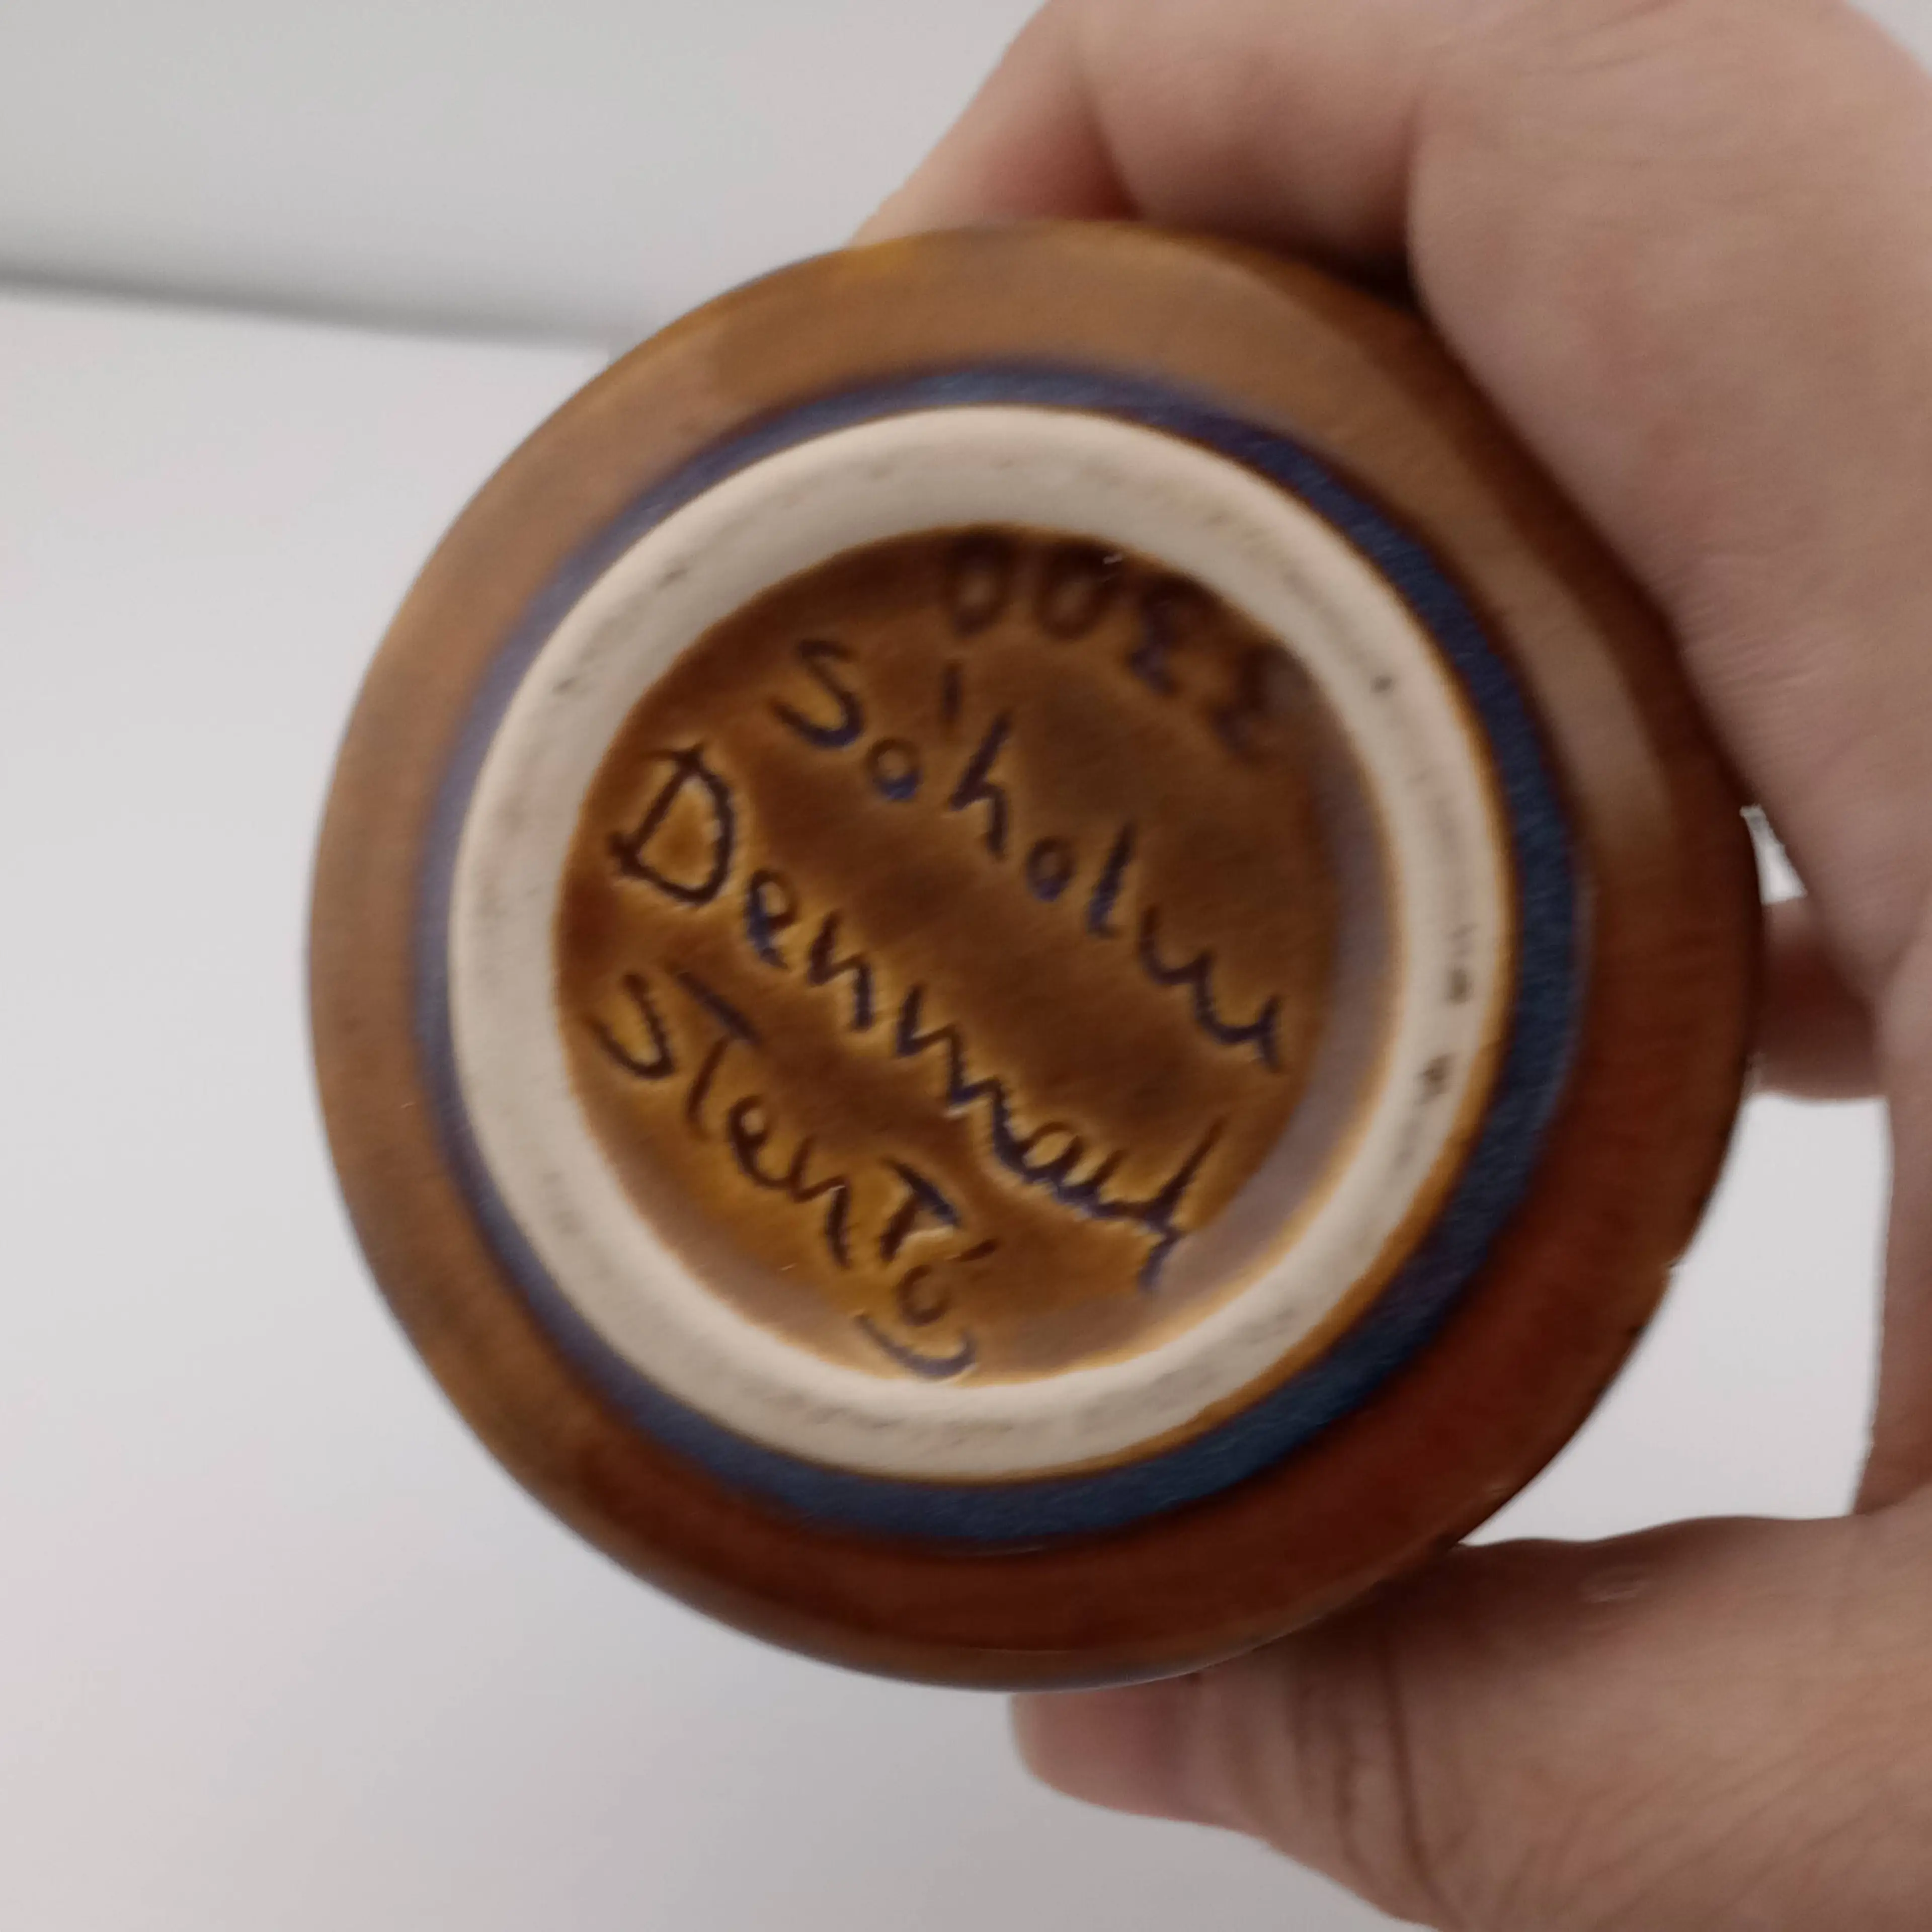 3300
Søholm
Denmark
STenTøj